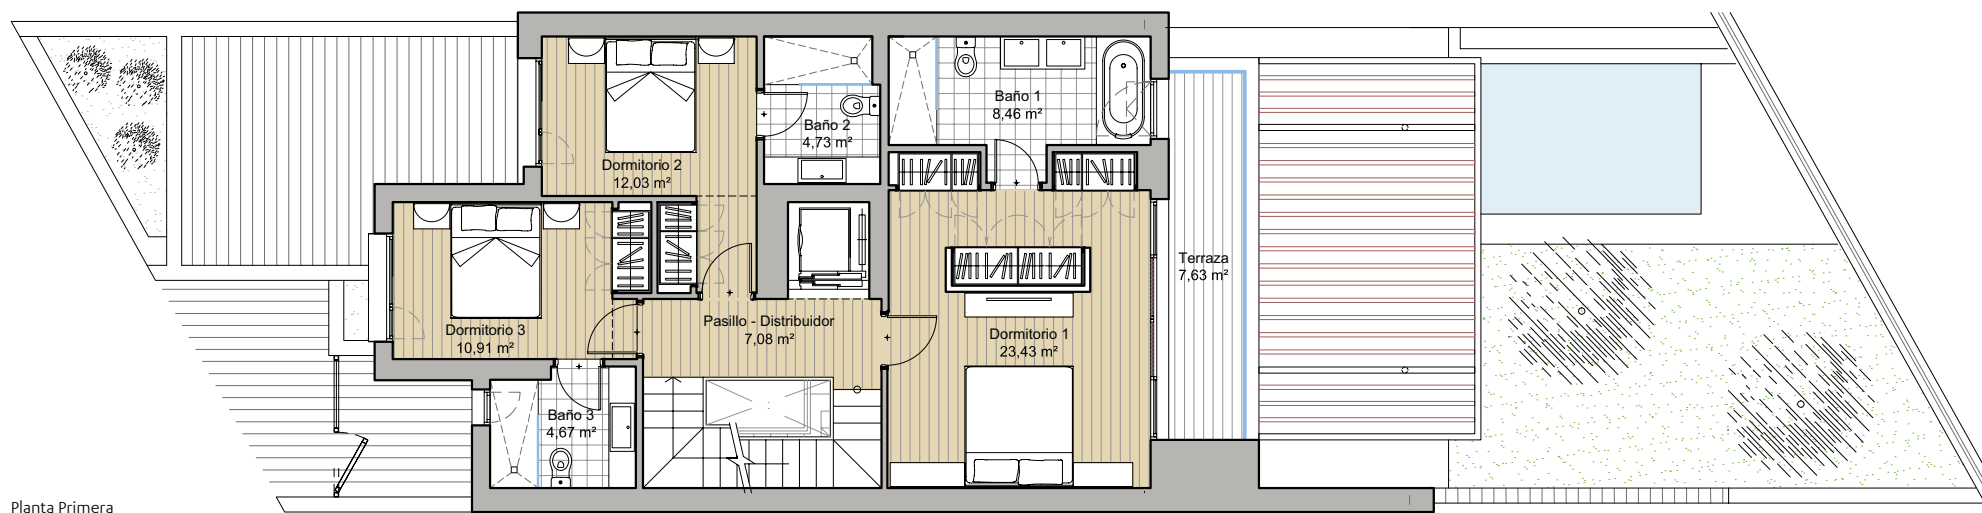 Baño 1
8,46 m²
Baño 2
4,73 m²
Dormitorio 2
12,03 m²
Terraza
7,63 m²
Pasillo - Distribuidor
7,08 m²
Dormitorio 3
10,91 m²
Dormitorio 1
23,43 m²
Baño 3
4,67 m²
Planta Primera